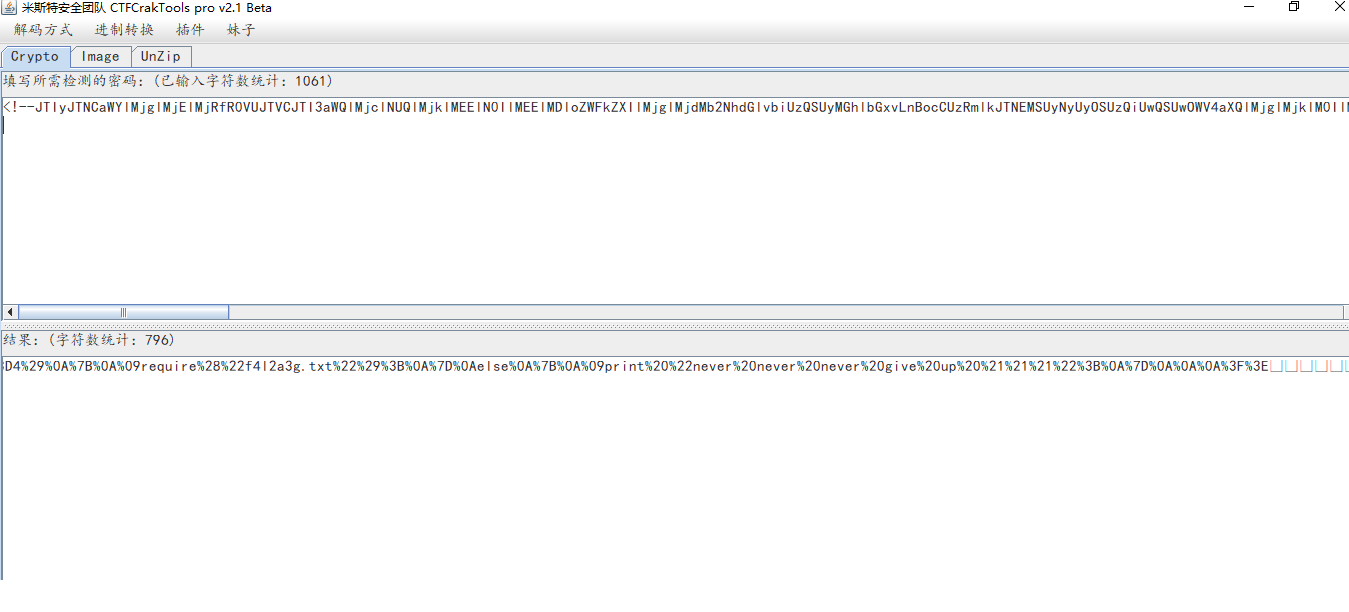 米斯特安全团队 CTFCrakTools pro v2.1 Beta
解码方式 进制转换 插件 妹子
Crypto Image UnZip
填写所需检测的密码：(已输入字符数统计：1061)
<!--JTIyJTNCaWYlMjglMjElMjRfR0VUJTVCJTI3aWQlMjclNUQlMjklMEElN0IlMEElMDloZWFkZXIlMjglMjdMb2NhdGlvbiUzQSUyMGhlbGxvLnBocCUzRmlkJTNEMSUyNyUyOSUzQiUwQSUwOWV4aXQlMjglMjklM0Il
结果：(字符数统计：796)
D4%29%0A%7B%0A%09require%28%22f4l2a3g.txt%22%29%3B%0A%7D%0Aelse%0A%7B%0A%09print%20%22never%20never%20never%20give%20up%20%21%21%21%22%3B%0A%7D%0A%0A%0A%3F%3E